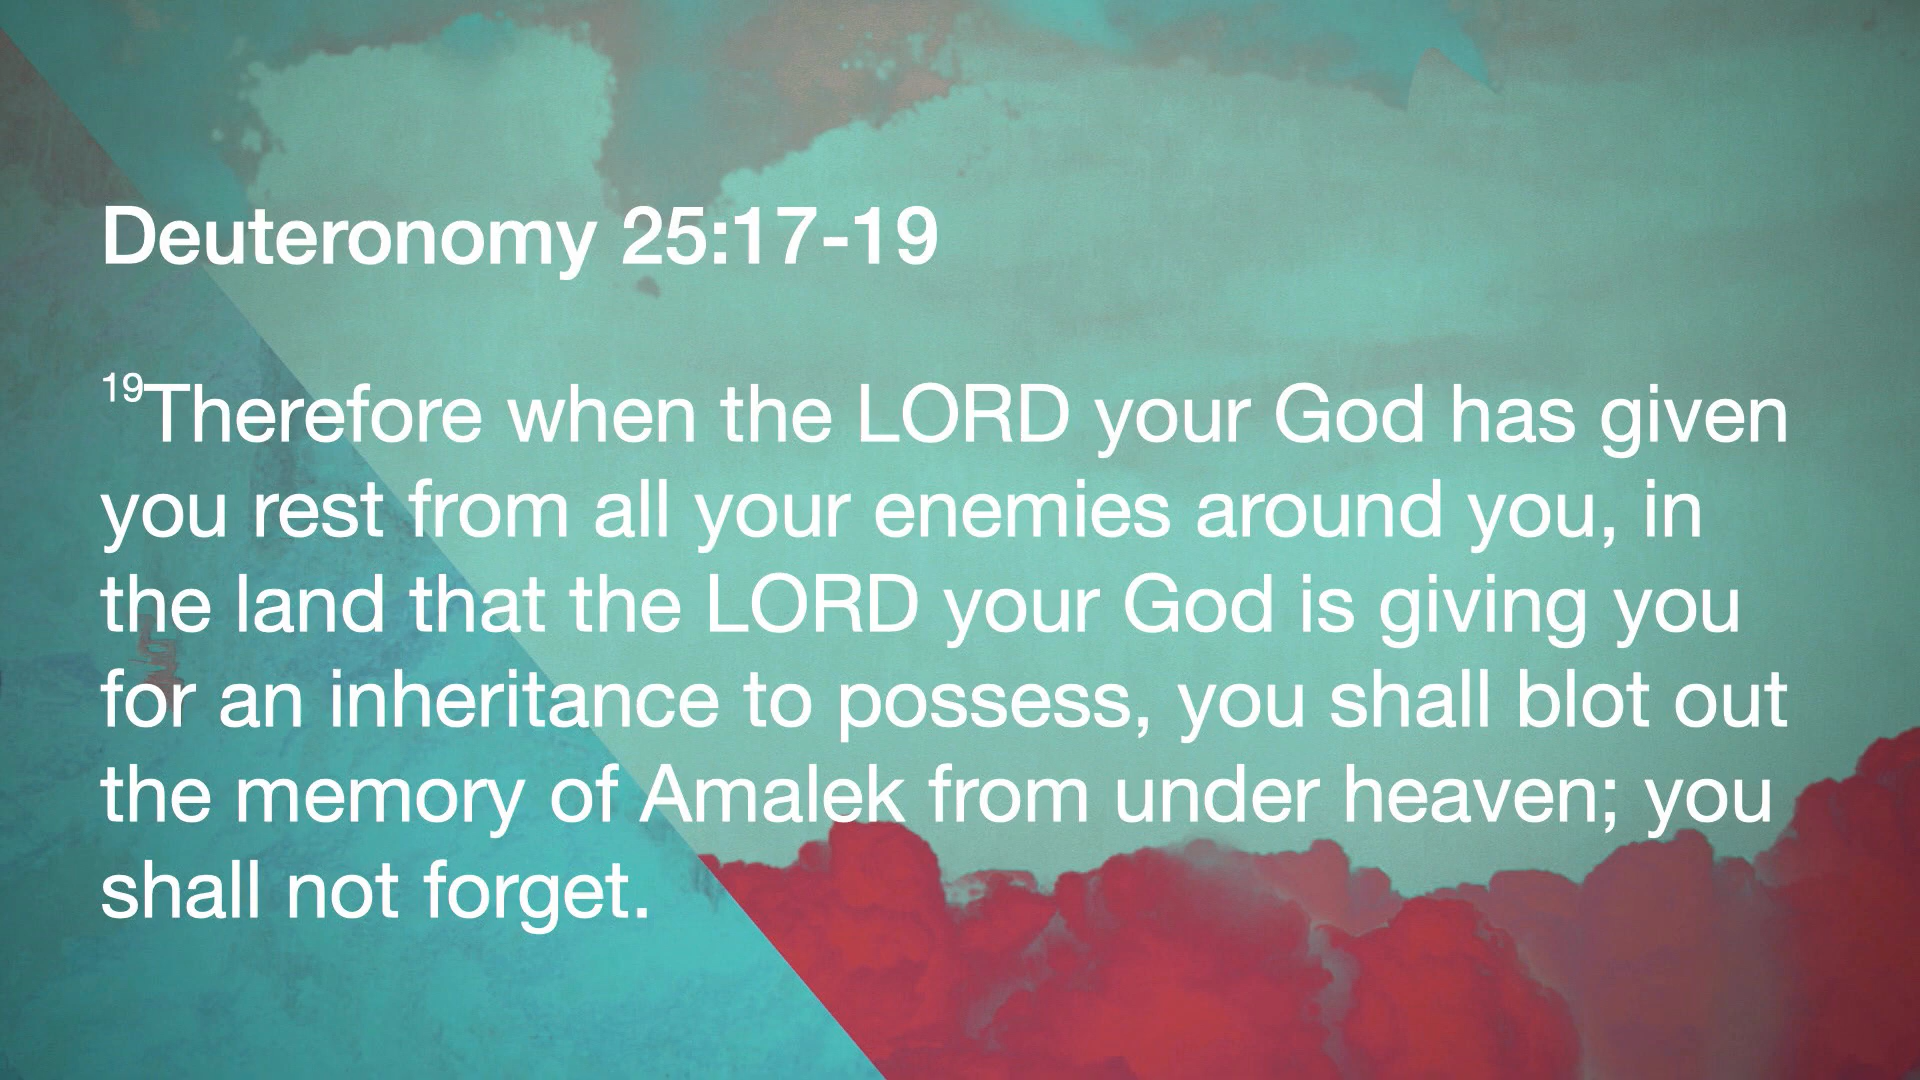 Deuteronomy 25:17-19
19Therefore when the LORD your God has given
you rest from all your enemies around you, in
the land that the LORD your God is giving you
for an inheritance to possess, you shall blot out
the memory of Amalek from under heaven; you
shall not forget.